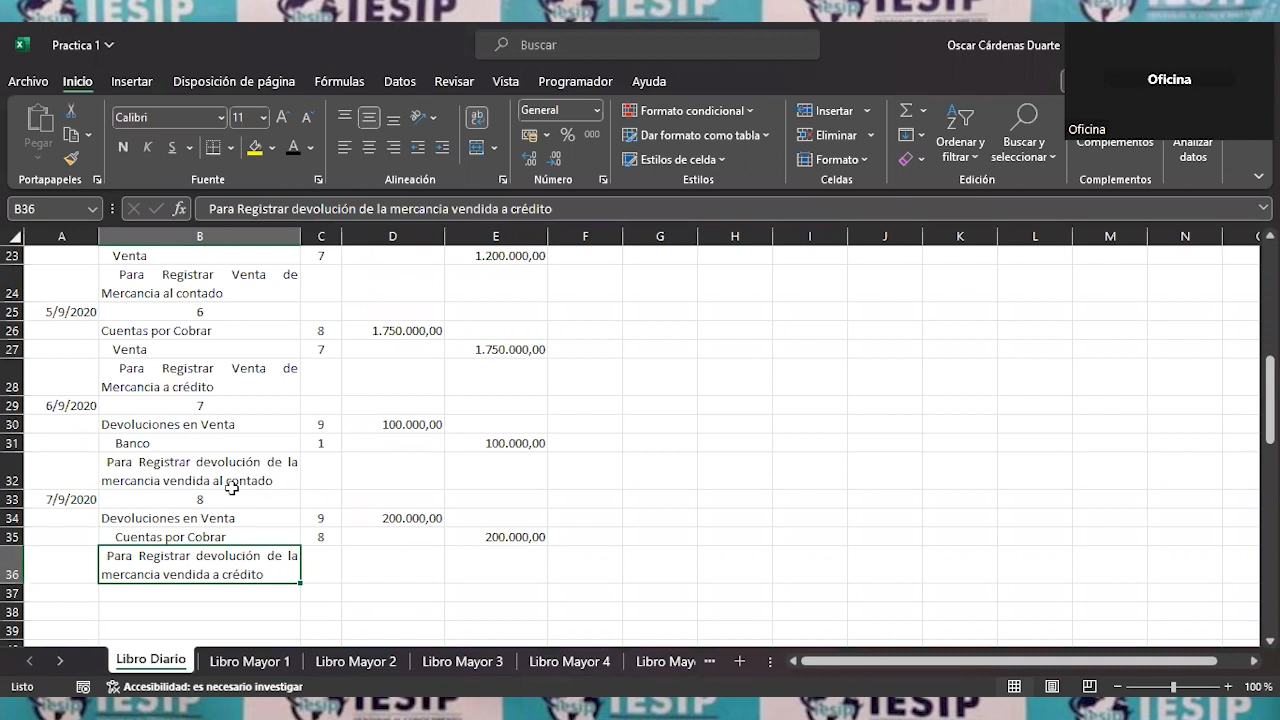 IESIP IESIP IESIP
Practica 1
Buscar
Oscar Cárdenas Duarte
Oficina
Oficina
Archivo Inicio Insertar Disposición de página Fórmulas Datos Revisar Vista Programador Ayuda
Pegar
Portapapeles
Calibri 11
N K S
Fuente
Alineación
General
% 000
Número
Formato condicional
Dar formato como tabla
Estilos de celda
Estilos
Insertar
Eliminar
Formato
Celdas
Ordenar y filtrar
Buscar y seleccionar
Edición
Complementos
Complementos
Analizar datos
B36 fx Para Registrar devolución de la mercancia vendida a crédito
A B C D E F G H I J K L M N
23 Venta 7 1.200.000,00
24 Para Registrar Venta de
Mercancia al contado
25 5/9/2020 6
26 Cuentas por Cobrar 8 1.750.000,00
27 Venta 7 1.750.000,00
28 Para Registrar Venta de
Mercancia a crédito
29 6/9/2020 7
30 Devoluciones en Venta 9 100.000,00
31 Banco 1 100.000,00
32 Para Registrar devolución de la
mercancia vendida al contado
33 7/9/2020 8
34 Devoluciones en Venta 9 200.000,00
35 Cuentas por Cobrar 8 200.000,00
36 Para Registrar devolución de la
mercancia vendida a crédito
37
38
39
Libro Diario Libro Mayor 1 Libro Mayor 2 Libro Mayor 3 Libro Mayor 4 Libro May
Listo Accesibilidad: es necesario investigar 100 %
IESIP IESIP